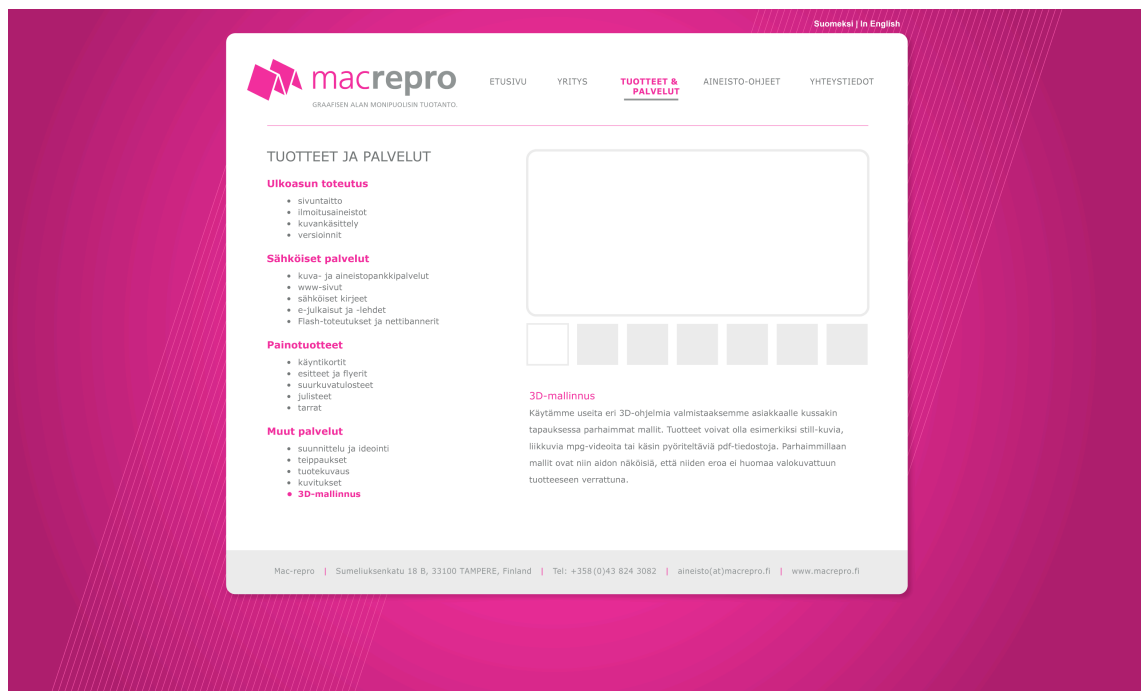 Suomeksi | In English
macrepro
GRAAFISEN ALAN MONIPUOLISIN TUOTANTO.
ETUSIVU
YRITYS
TUOTTEET &
PALVELUT
AINEISTO-OHJEET
YHTEYSTIEDOT
TUOTTEET JA PALVELUT
Ulkoasun toteutus
• sivuntaitto
• ilmoitusaineistot
• kuvankäsittely
• versioinnit
Sähköiset palvelut
• kuva- ja aineistopankkipalvelut
• www-sivut
• sähköiset kirjeet
• e-julkaisut ja -lehdet
• Flash-toteutukset ja nettibannerit
Painotuotteet
• käyntikortit
• esitteet ja flyerit
• suurkuvatulosteet
• julisteet
• tarrat
Muut palvelut
• suunnittelu ja ideointi
• teippaukset
• tuotekuvaus
• kuvitukset
• 3D-mallinnus
3D-mallinnus
Käytämme useita eri 3D-ohjelmia valmistaaksemme asiakkaalle kussakin
tapauksessa parhaimmat mallit. Tuotteet voivat olla esimerkiksi still-kuvia,
liikkuvia mpg-videoita tai käsin pyöriteltäviä pdf-tiedostoja. Parhaimmillaan
mallit ovat niin aidon näköisiä, että niiden eroa ei huomaa valokuvattuun
tuotteeseen verrattuna.
Mac-repro | Sumeliuksenkatu 18 B, 33100 TAMPERE, Finland | Tel: +358(0)43 824 3082 | aineisto(at)macrepro.fi | www.macrepro.fi